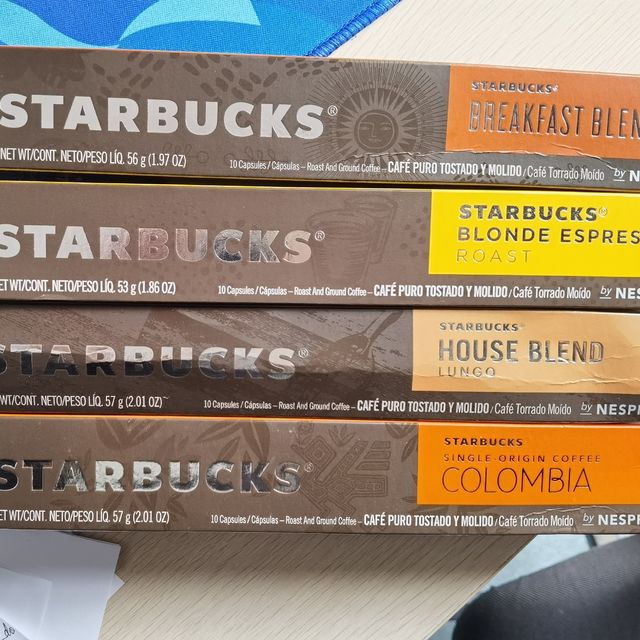 STARBUCKS®
NET WT/CONT. NETO/PESO LÍQ. 56 g (1.97 OZ)
10 Capsules / Cápsulas – Roast And Ground Coffee – CAFÉ PURO TOSTADO Y MOLIDO / Café Torrado Moído
STARBUCKS®
BREAKFAST BLEN
by NES
STARBUCKS®
ET WT/CONT. NETO/PESO LÍQ. 53 g (1.86 OZ)
10 Capsules / Cápsulas – Roast And Ground Coffee – CAFÉ PURO TOSTADO Y MOLIDO / Café Torrado Moído
STARBUCKS®
BLONDE ESPRES
ROAST
by NESP
STARBUCKS®
WT/CONT. NETO/PESO LÍQ. 57 g (2.01 OZ)
10 Capsules / Cápsulas – Roast And Ground Coffee – CAFÉ PURO TOSTADO Y MOLIDO / Café Torrado Moído
STARBUCKS®
HOUSE BLEND
LUNGO
by NESP
STARBUCKS®
ET WT/CONT. NETO/PESO LÍQ. 57 g (2.01 OZ)
10 Capsules / Cápsulas – Roast And Ground Coffee – CAFÉ PURO TOSTADO Y MOLIDO / Café Torrado Moído
STARBUCKS
SINGLE-ORIGIN COFFEE
COLOMBIA
by NESP